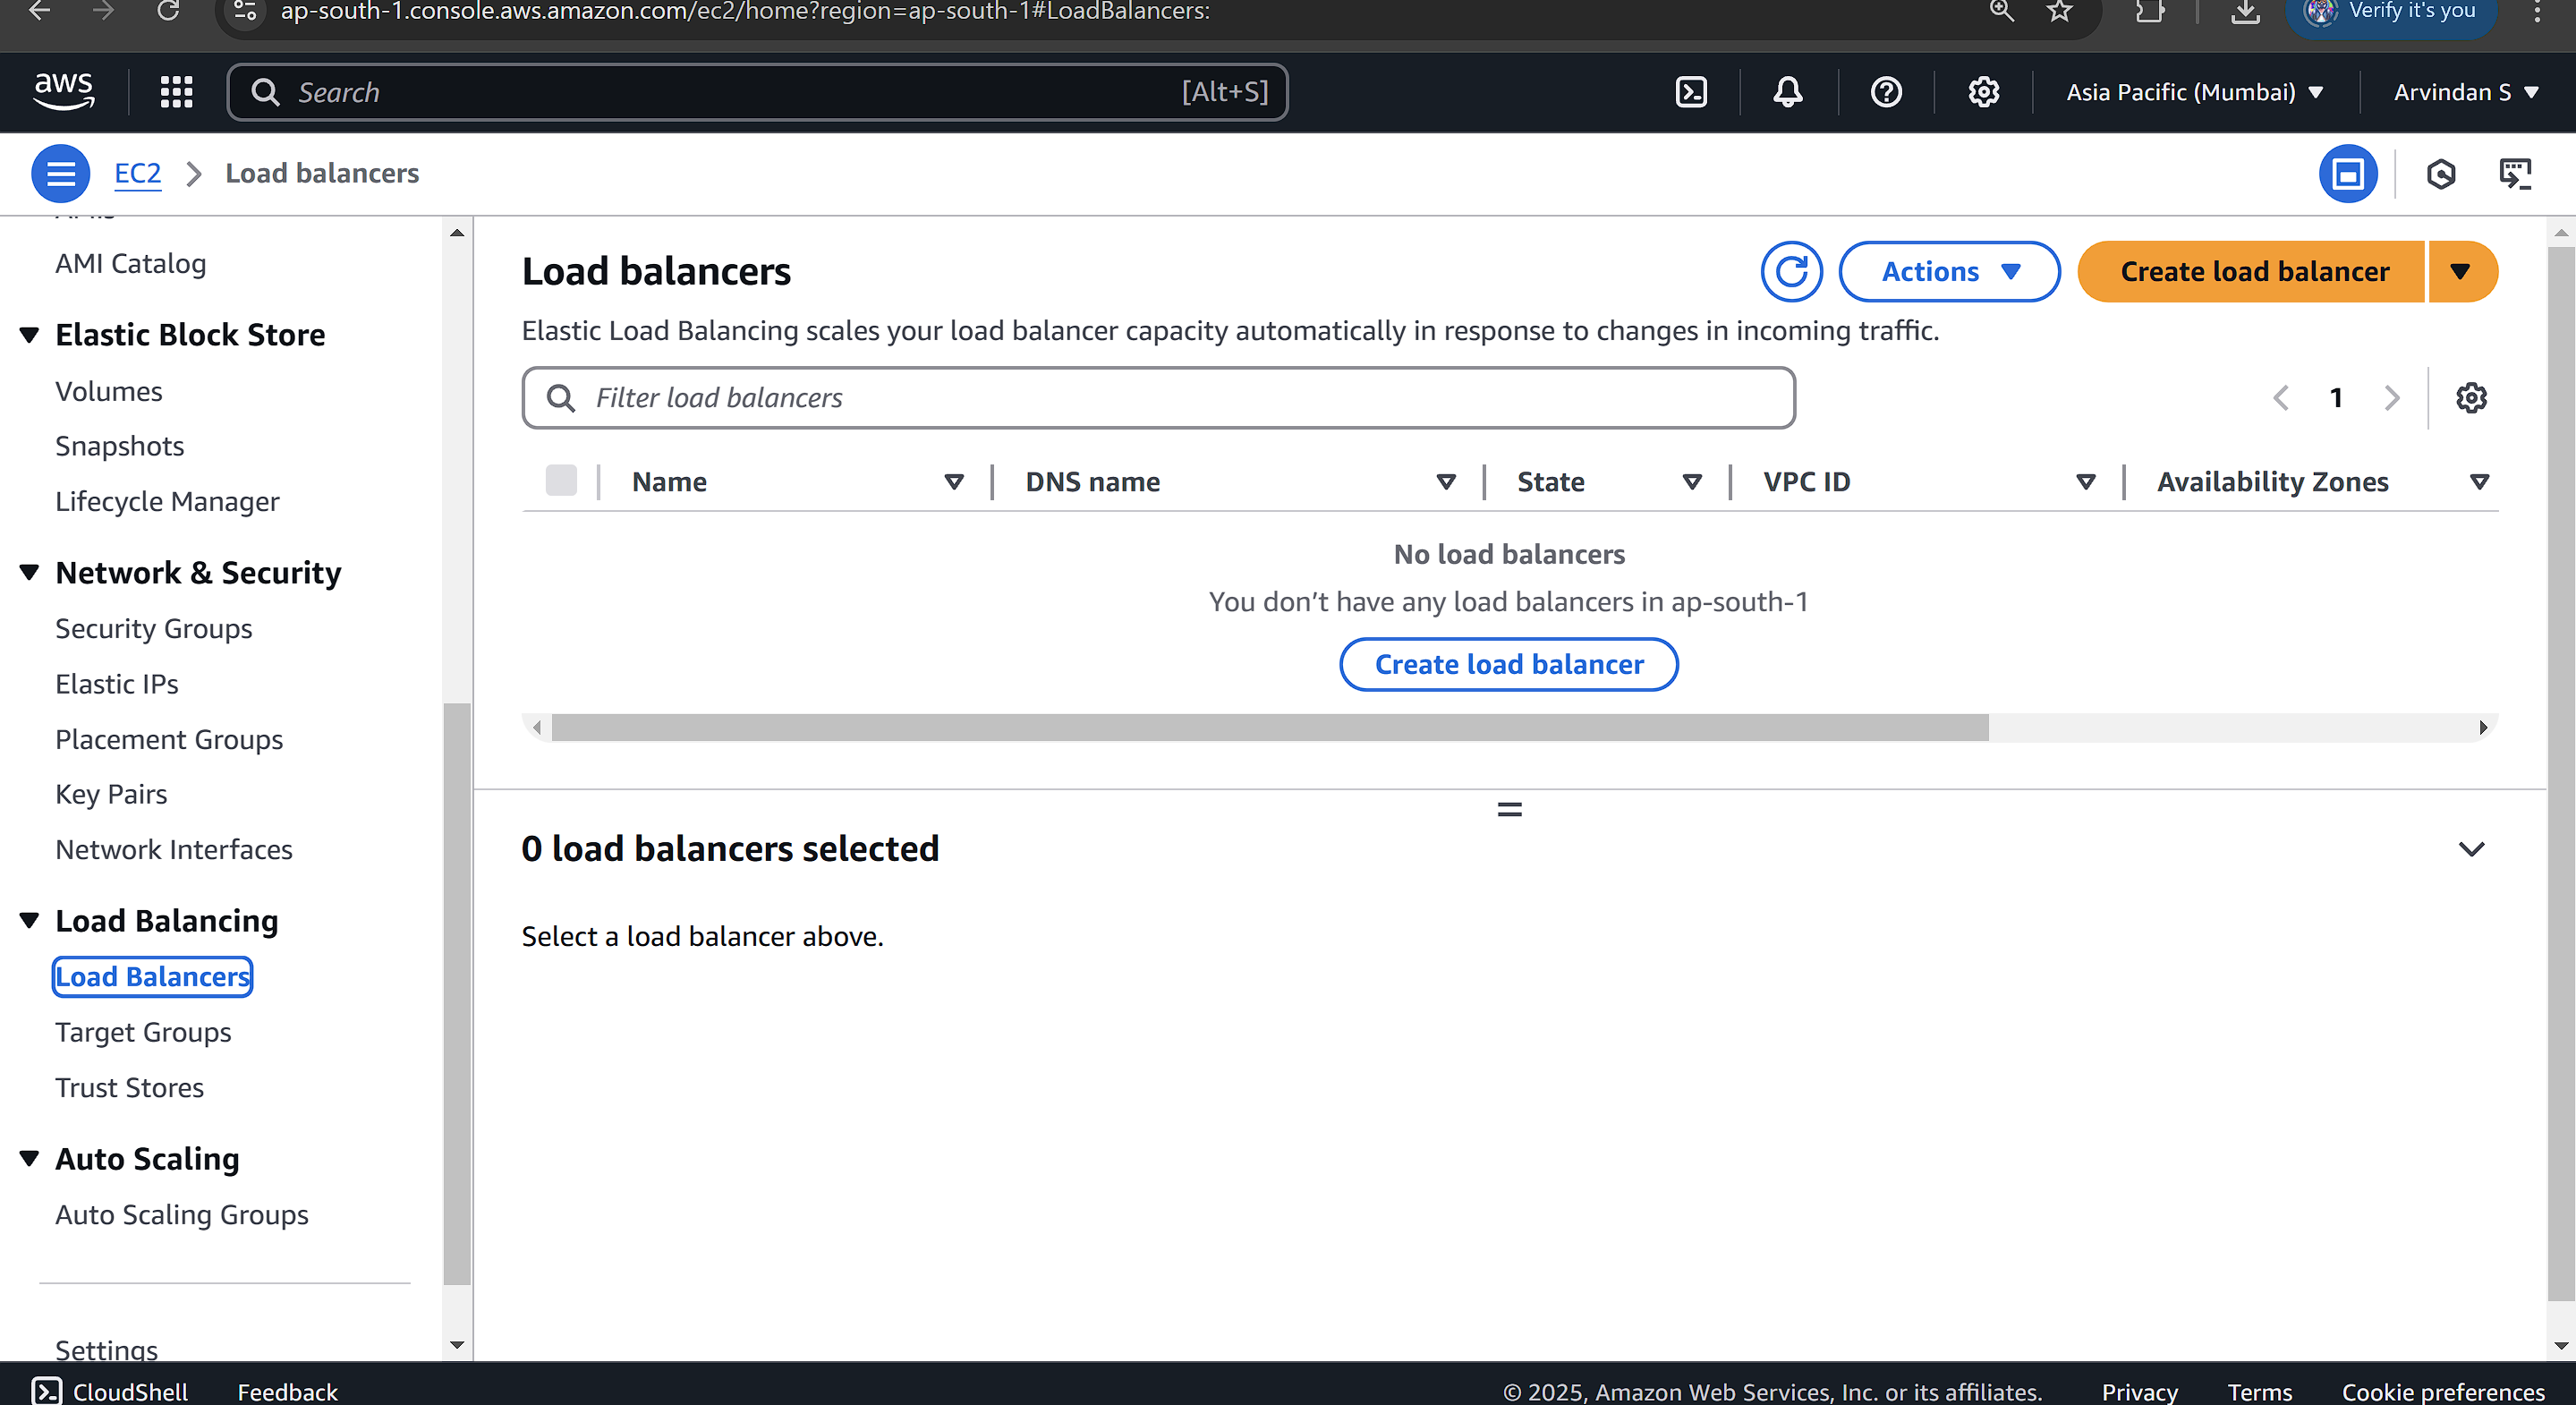 ap-south-1.console.aws.amazon.com/ec2/home?region=ap-south-1#LoadBalancers:
Verify it's you
aws
Search
[Alt+S]
Asia Pacific (Mumbai)
Arvindan S
EC2
Load balancers
AMI Catalog
Elastic Block Store
Volumes
Snapshots
Lifecycle Manager
Network & Security
Security Groups
Elastic IPs
Placement Groups
Key Pairs
Network Interfaces
Load Balancing
Load Balancers
Target Groups
Trust Stores
Auto Scaling
Auto Scaling Groups
Settings
Load balancers
Actions
Create load balancer
Elastic Load Balancing scales your load balancer capacity automatically in response to changes in incoming traffic.
Filter load balancers
1
Name
DNS name
State
VPC ID
Availability Zones
No load balancers
You don't have any load balancers in ap-south-1
Create load balancer
0 load balancers selected
Select a load balancer above.
CloudShell
Feedback
© 2025, Amazon Web Services, Inc. or its affiliates.
Privacy
Terms
Cookie preferences